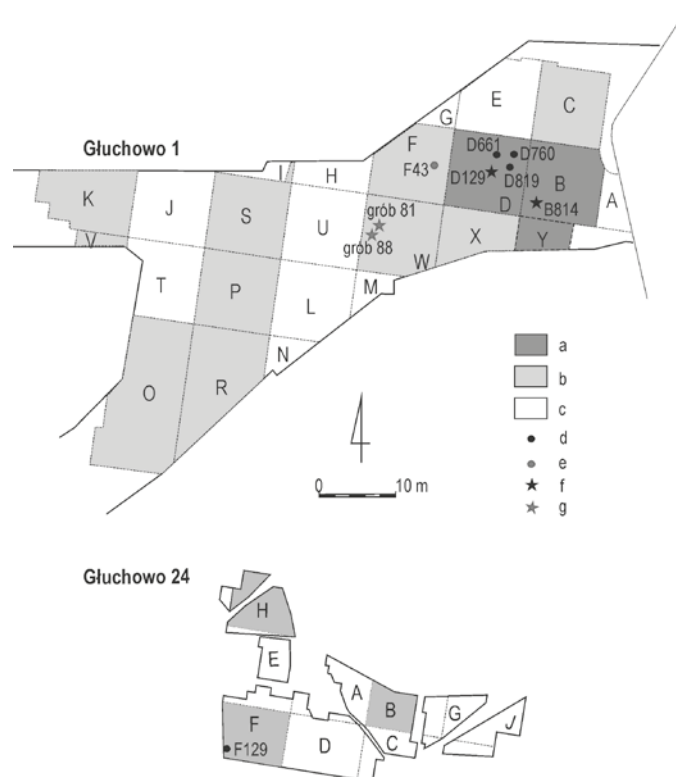 Głuchowo 1
E
C
G
F
F43
D661
D760
D129
D819
B
D
B814
A
Y
K
V
J
S
I
H
U
grób 81
grób 88
W
X
T
P
L
M
N
O
R
a
b
c
d
e
f
g
0 10 m
Głuchowo 24
H
E
A
B
G
J
F
D
C
F129